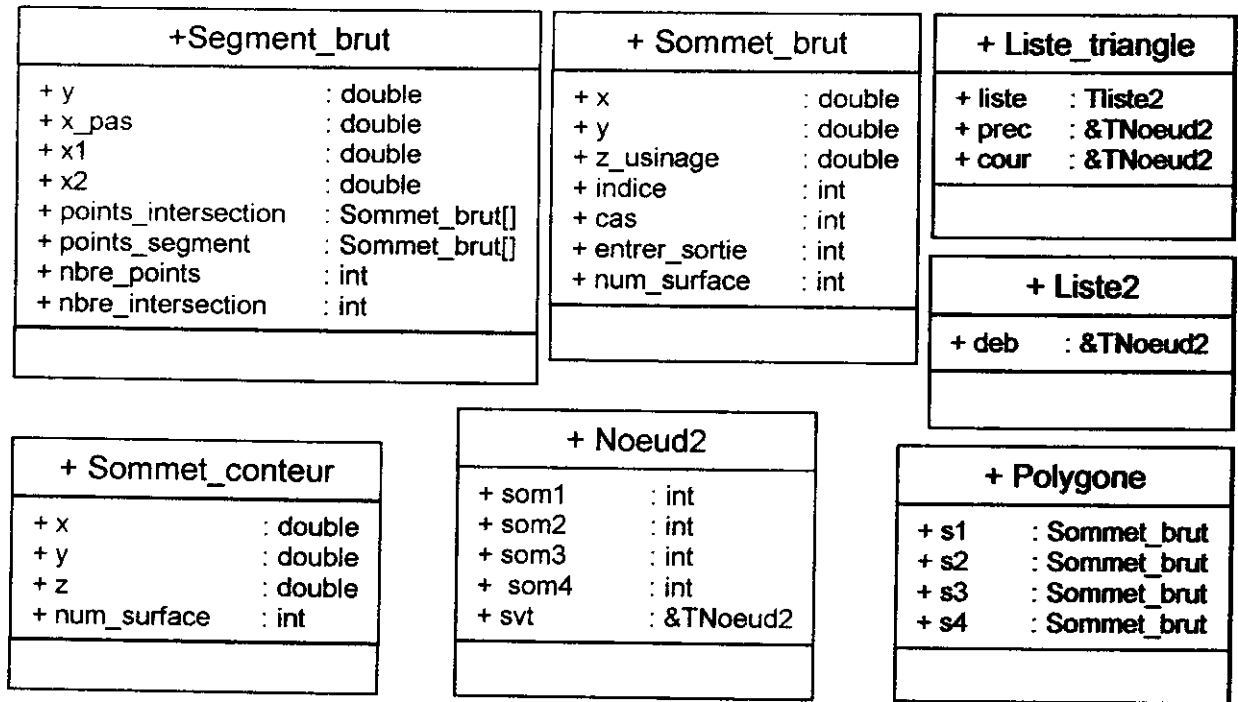 +Segment_brut
+ y : double
+ x_pas : double
+ x1 : double
+ x2 : double
+ points_intersection : Sommet_brut[]
+ points_segment : Sommet_brut[]
+ nbre_points : int
+ nbre_intersection : int
+ Sommet_brut
+ x : double
+ y : double
+ z_usinage : double
+ indice : int
+ cas : int
+ entrer_sortie : int
+ num_surface : int
+ Liste_triangle
+ liste : Tliste2
+ prec : &TNoeud2
+ cour : &TNoeud2
+ Liste2
+ deb : &TNoeud2
+ Sommet_conteur
+ x : double
+ y : double
+ z : double
+ num_surface : int
+ Noeud2
+ som1 : int
+ som2 : int
+ som3 : int
+ som4 : int
+ svt : &TNoeud2
+ Polygone
+ s1 : Sommet_brut
+ s2 : Sommet_brut
+ s3 : Sommet_brut
+ s4 : Sommet_brut